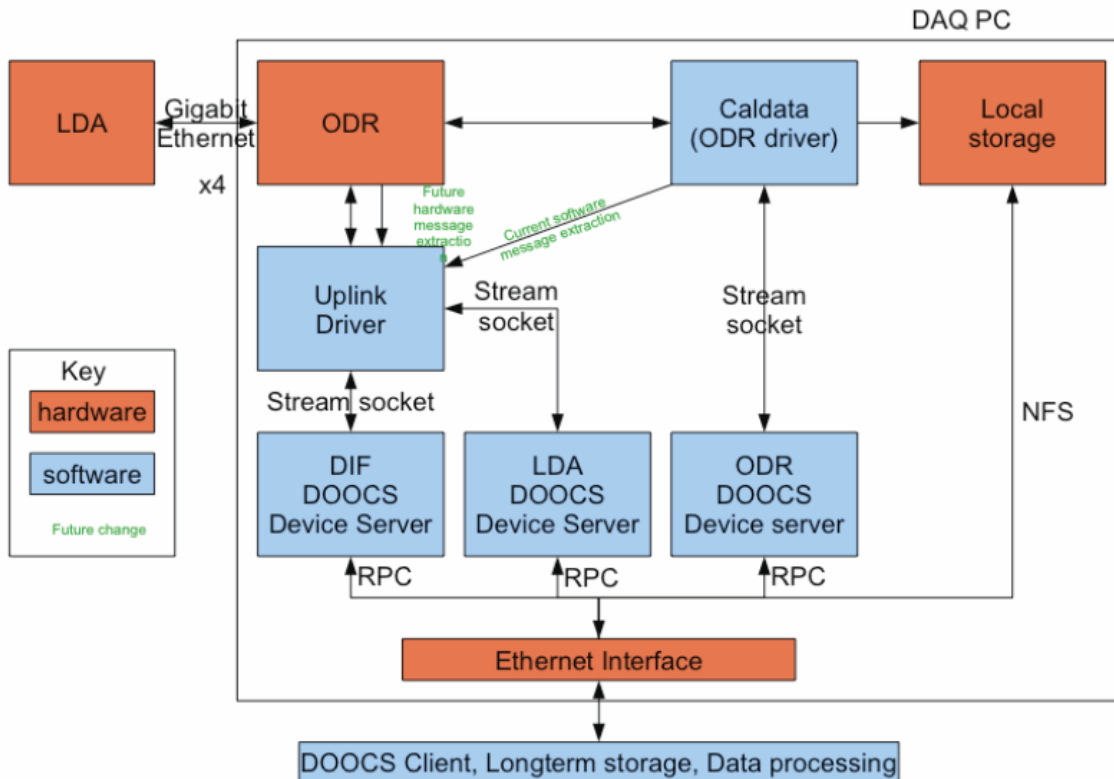 DAQ PC
LDA
Gigabit
Ethernet
x4
ODR
Caldata
(ODR driver)
Local
storage
Future
hardware
message
extractio
n
Current software
message extraction
Uplink
Driver
Stream
socket
Stream
socket
Key
hardware
software
Future change
Stream socket
NFS
DIF
DOOCS
Device Server
LDA
DOOCS
Device Server
ODR
DOOCS
Device server
RPC
RPC
RPC
Ethernet Interface
DOOCS Client, Longterm storage, Data processing